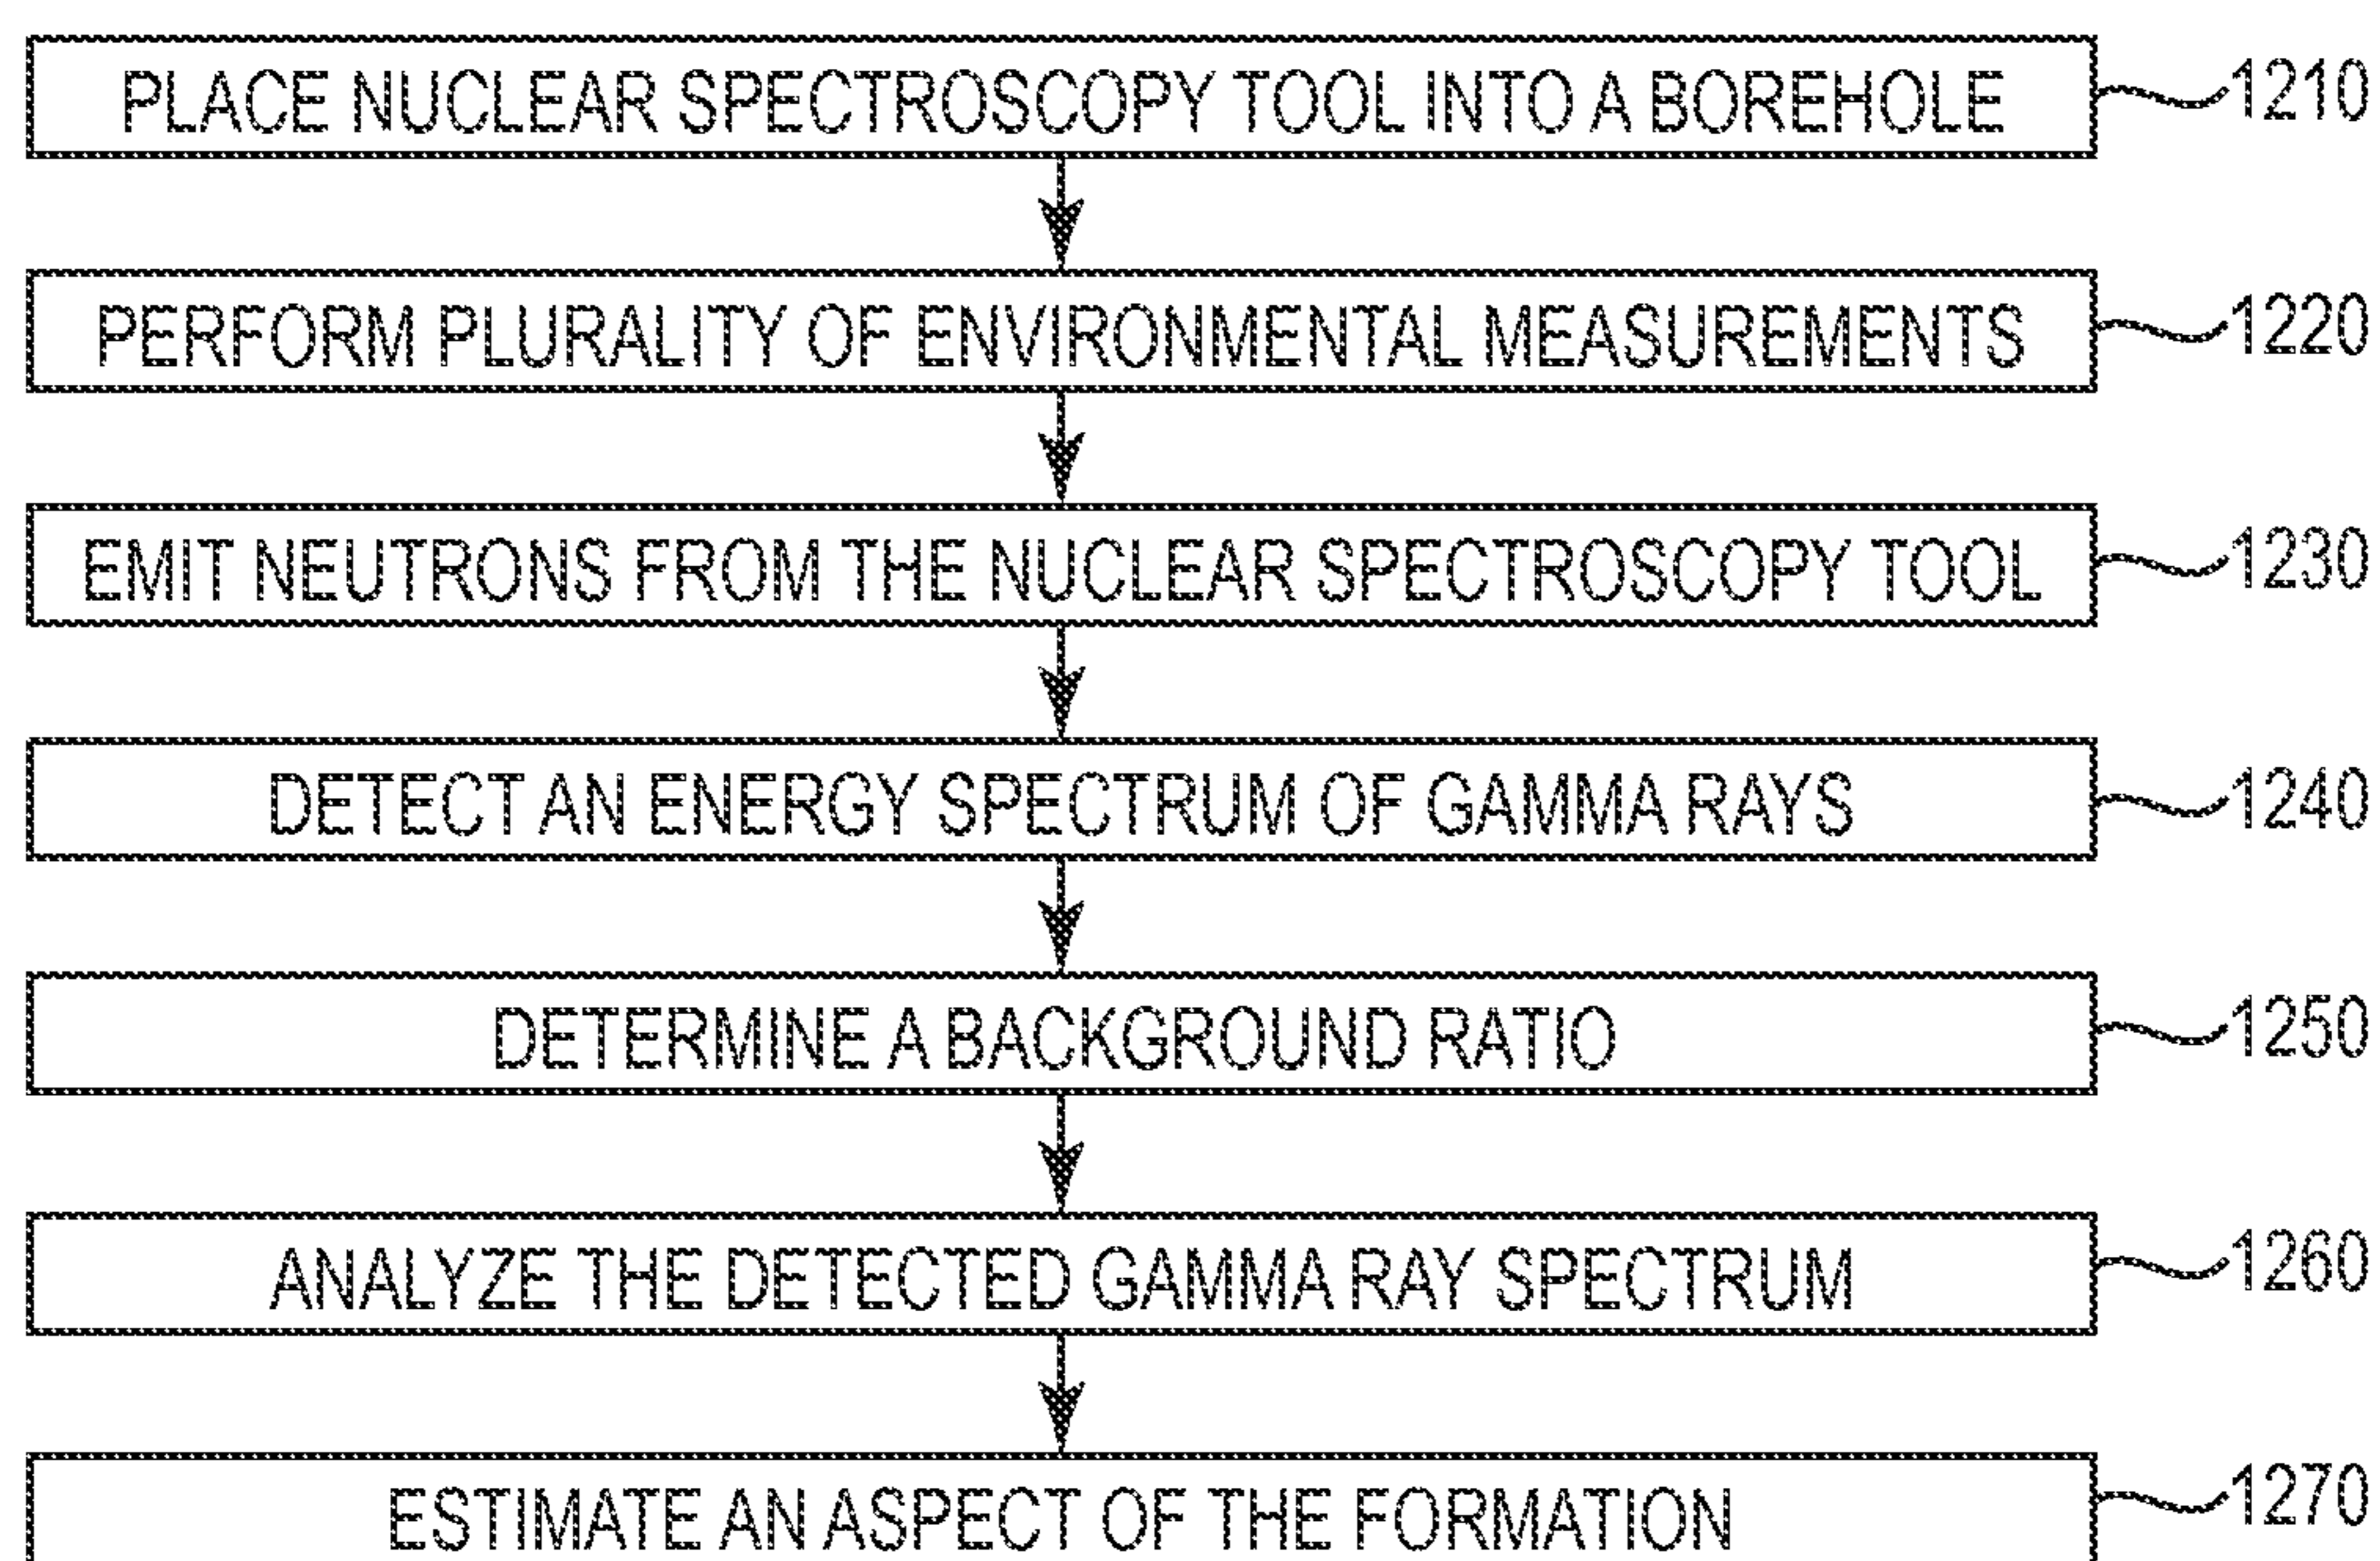 PLACE NUCLEAR SPECTROSCOPY TOOL INTO A BOREHOLE 1210
PERFORM PLURALITY OF ENVIRONMENTAL MEASUREMENTS 1220
EMIT NEUTRONS FROM THE NUCLEAR SPECTROSCOPY TOOL 1230
DETECT AN ENERGY SPECTRUM OF GAMMA RAYS 1240
DETERMINE A BACKGROUND RATIO 1250
ANALYZE THE DETECTED GAMMA RAY SPECTRUM 1260
ESTIMATE AN ASPECT OF THE FORMATION 1270